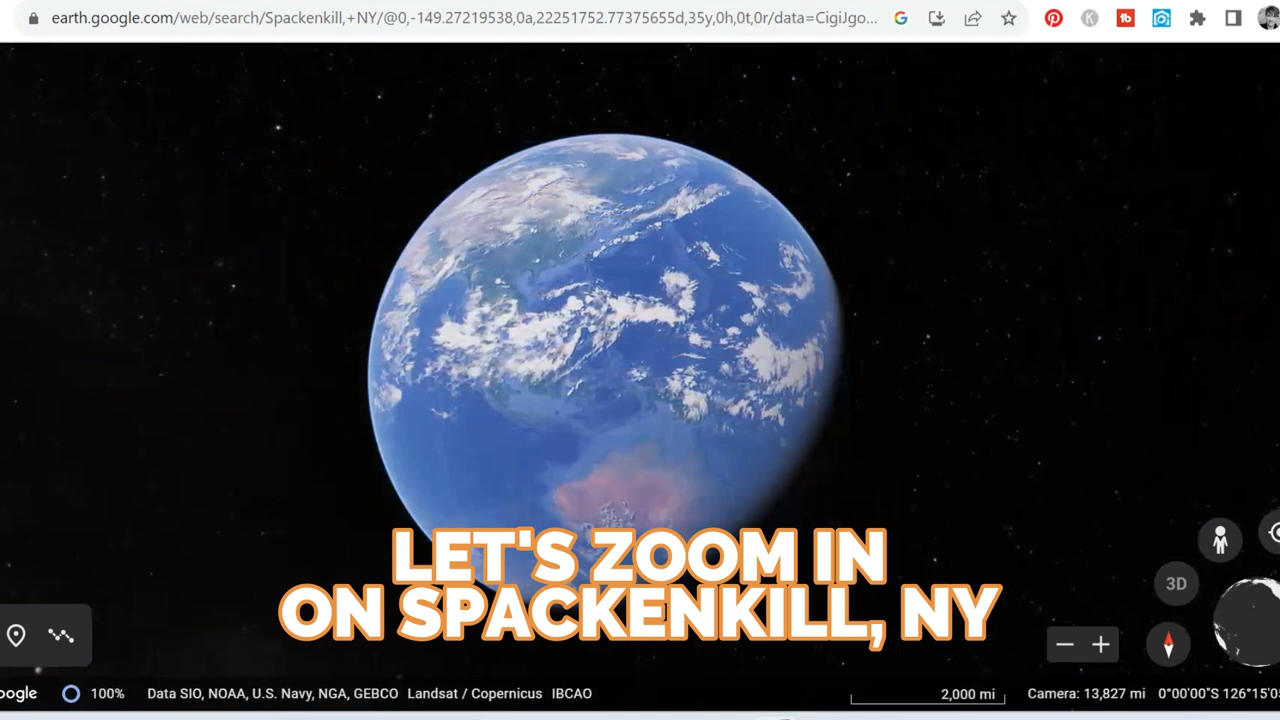 earth.google.com/web/search/Spackenkill,+NY/@0,-149.27219538,0a,22251752.77375655d,35y,0h,0t,0r/data=CigiJgo...
LET'S ZOOM IN
ON SPACKENKILL, NY
3D
oogle 100% Data SIO, NOAA, U.S. Navy, NGA, GEBCO Landsat / Copernicus IBCAO 2,000 mi Camera: 13,827 mi 0°00'00"S 126°15'0